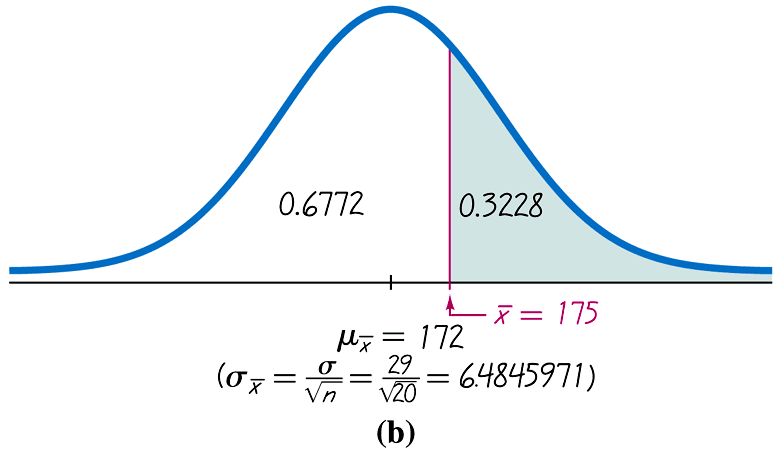 0.6772 0.3228
x̄ = 175
μx̄ = 172
(σx̄ = σ/√n = 29/√20 = 6.4845971)
(b)